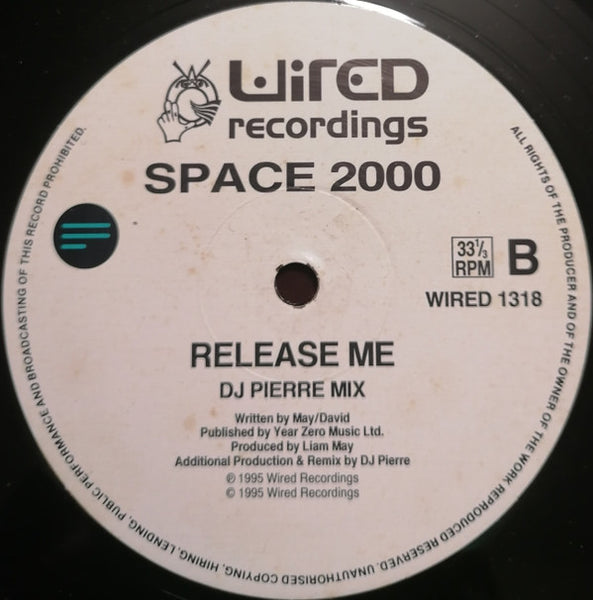 WiRED
recordings
SPACE 2000
33⅓
RPM
B
WIRED 1318
RELEASE ME
DJ PIERRE MIX
Written by May/David
Published by Year Zero Music Ltd.
Produced by Liam May
Additional Production & Remix by DJ Pierre
℗ 1995 Wired Recordings
© 1995 Wired Recordings
ALL RIGHTS OF THE PRODUCER AND OF THE OWNER OF THE WORK REPRODUCED RESERVED. UNAUTHORISED COPYING, HIRING, LENDING, PUBLIC PERFORMANCE AND BROADCASTING OF THIS RECORD PROHIBITED.